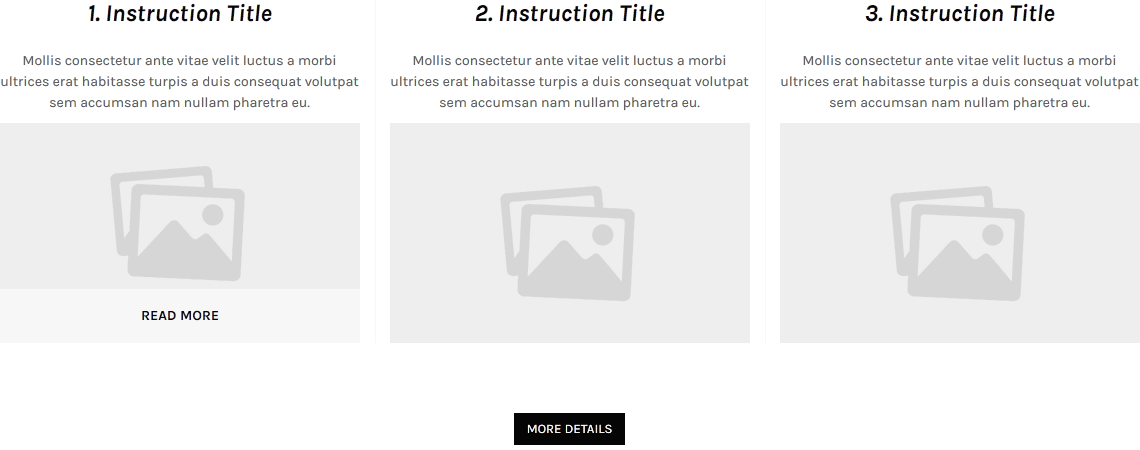 1. Instruction Title
Mollis consectetur ante vitae velit luctus a morbi
ultrices erat habitasse turpis a duis consequat volutpat
sem accumsan nam nullam pharetra eu.
READ MORE
2. Instruction Title
Mollis consectetur ante vitae velit luctus a morbi
ultrices erat habitasse turpis a duis consequat volutpat
sem accumsan nam nullam pharetra eu.
3. Instruction Title
Mollis consectetur ante vitae velit luctus a morbi
ultrices erat habitasse turpis a duis consequat volutpat
sem accumsan nam nullam pharetra eu.
MORE DETAILS